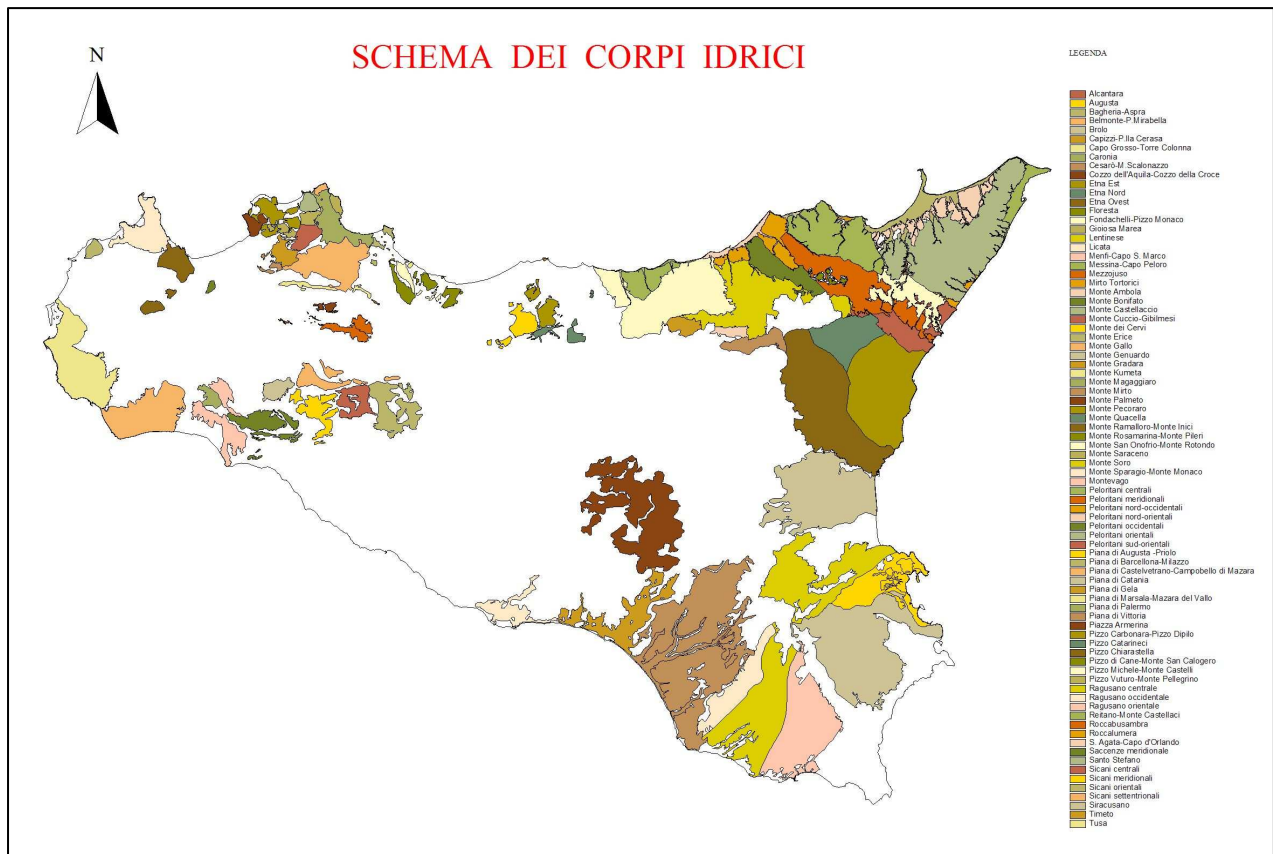 SCHEMA DEI CORPI IDRICI
N
LEGENDA
Alcantara
Augusta
Bagheria-Aspra
Belmonte-P.Mirabella
Brolo
Capizzi-P.lla Cerasa
Capo Grosso-Torre Colonna
Caronia
Cesarò-M.Scalonazzo
Cozzo dell'Aquila-Cozzo della Croce
Etna Est
Etna Nord
Etna Ovest
Floresta
Fondachelli-Pizzo Monaco
Gioiosa Marea
Lentinese
Licata
Menfi-Capo S. Marco
Messina-Capo Peloro
Mezzojuso
Mirto Tortorici
Monte Ambola
Monte Bonifato
Monte Castellaccio
Monte Cuccio-Gibilmesi
Monte dei Cervi
Monte Erice
Monte Gallo
Monte Genuardo
Monte Gradara
Monte Kumeta
Monte Magaggiaro
Monte Mirto
Monte Palmeto
Monte Pecoraro
Monte Quacella
Monte Ramalloro-Monte Inici
Monte Rosamarina-Monte Pileri
Monte San Onofrio-Monte Rotondo
Monte Saraceno
Monte Soro
Monte Sparagio-Monte Monaco
Montevago
Peloritani centrali
Peloritani meridionali
Peloritani nord-occidentali
Peloritani nord-orientali
Peloritani occidentali
Peloritani orientali
Peloritani sud-orientali
Piana di Augusta -Priolo
Piana di Barcellona-Milazzo
Piana di Castelvetrano-Campobello di Mazara
Piana di Catania
Piana di Gela
Piana di Marsala-Mazara del Vallo
Piana di Palermo
Piana di Vittoria
Piazza Armerina
Pizzo Carbonara-Pizzo Dipilo
Pizzo Catarineci
Pizzo Chiarastella
Pizzo di Cane-Monte San Calogero
Pizzo Michele-Monte Castelli
Pizzo Vuturo-Monte Pellegrino
Ragusano centrale
Ragusano occidentale
Ragusano orientale
Reitano-Monte Castellaci
Roccabusambra
Roccalumera
S. Agata-Capo d'Orlando
Saccenze meridionale
Santo Stefano
Sicani centrali
Sicani meridionali
Sicani orientali
Sicani settentrionali
Siracusano
Timeto
Tusa